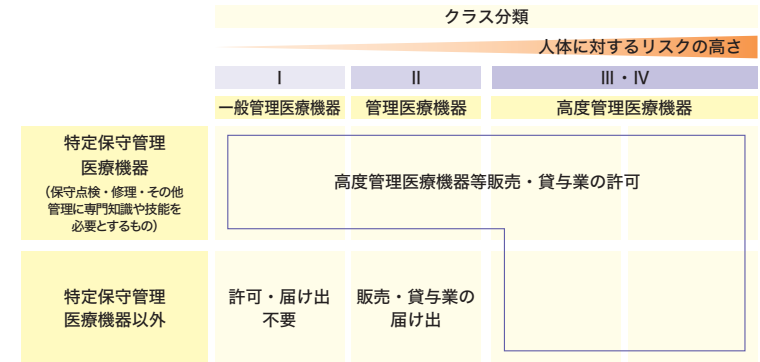 クラス分類
人体に対するリスクの高さ
Ⅰ
Ⅱ
Ⅲ・Ⅳ
一般管理医療機器
管理医療機器
高度管理医療機器
特定保守管理
医療機器
（保守点検・修理・その他
管理に専門知識や技能を
必要とするもの）
高度管理医療機器等販売・貸与業の許可
特定保守管理
医療機器以外
許可・届け出
不要
販売・貸与業の
届け出